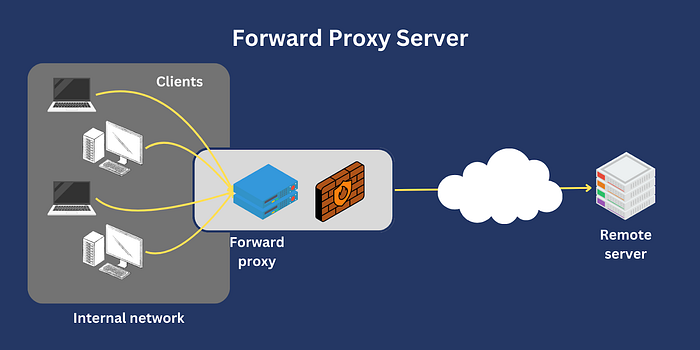 Forward Proxy Server
Clients
Forward
proxy
Remote
server
Internal network